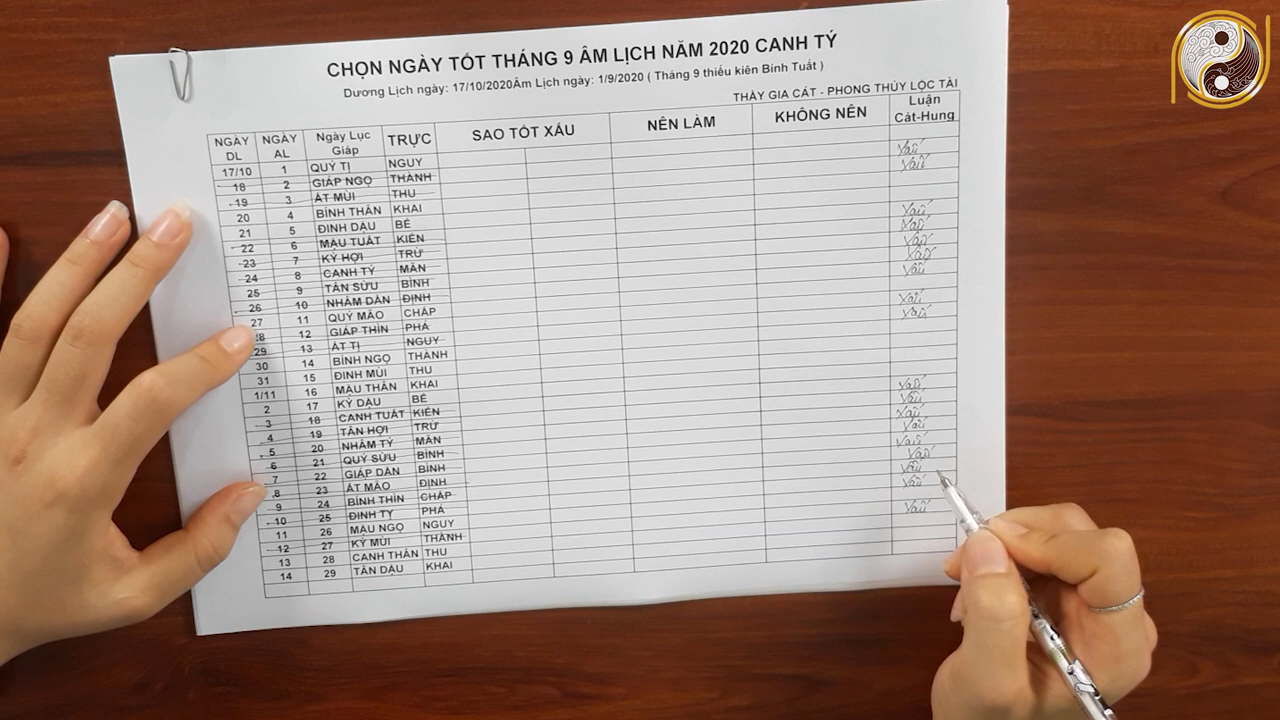 CHỌN NGÀY TỐT THÁNG 9 ÂM LỊCH NĂM 2020 CANH TÝ
Dương Lịch ngày: 17/10/2020Âm Lịch ngày: 1/9/2020 ( Tháng 9 thiếu kiên Bính Tuất )
THẦY GIA CÁT - PHONG THỦY LỘC TÀI
NGÀY DL NGÀY AL Ngày Lục Giáp TRỰC SAO TỐT XẤU NÊN LÀM KHÔNG NÊN Luận Cát-Hung
17/10 1 QUÝ TỊ NGUY Xấu
18 2 GIÁP NGỌ THÀNH Xấu
19 3 ẤT MÙI THU
20 4 BÍNH THÂN KHAI
21 5 ĐINH DẬU BẾ Xấu
22 6 MẬU TUẤT KIẾN Xấu
23 7 KỶ HỢI TRỪ Xấu
24 8 CANH TÝ MÃN Xấu
25 9 TÂN SỬU BÌNH Xấu
26 10 NHÂM DẦN ĐỊNH
27 11 QUÝ MÃO CHẤP Xấu
28 12 GIÁP THÌN PHÁ Xấu
29 13 ẤT TỊ NGUY
30 14 BÍNH NGỌ THÀNH
31 15 ĐINH MÙI THU
1/11 16 MẬU THÂN KHAI
2 17 KỶ DẬU BẾ Xấu
3 18 CANH TUẤT KIẾN Xấu
4 19 TÂN HỢI TRỪ Xấu
5 20 NHÂM TÝ MÃN Xấu
6 21 QUÝ SỬU BÌNH Xấu
7 22 GIÁP DẦN BÌNH Xấu
8 23 ẤT MÃO ĐỊNH Xấu
9 24 BÍNH THÌN CHẤP Xấu
10 25 ĐINH TỴ PHÁ
11 26 MẬU NGỌ NGUY Xấu
12 27 KỶ MÙI THÀNH
13 28 CANH THÂN THU
14 29 TÂN DẬU KHAI